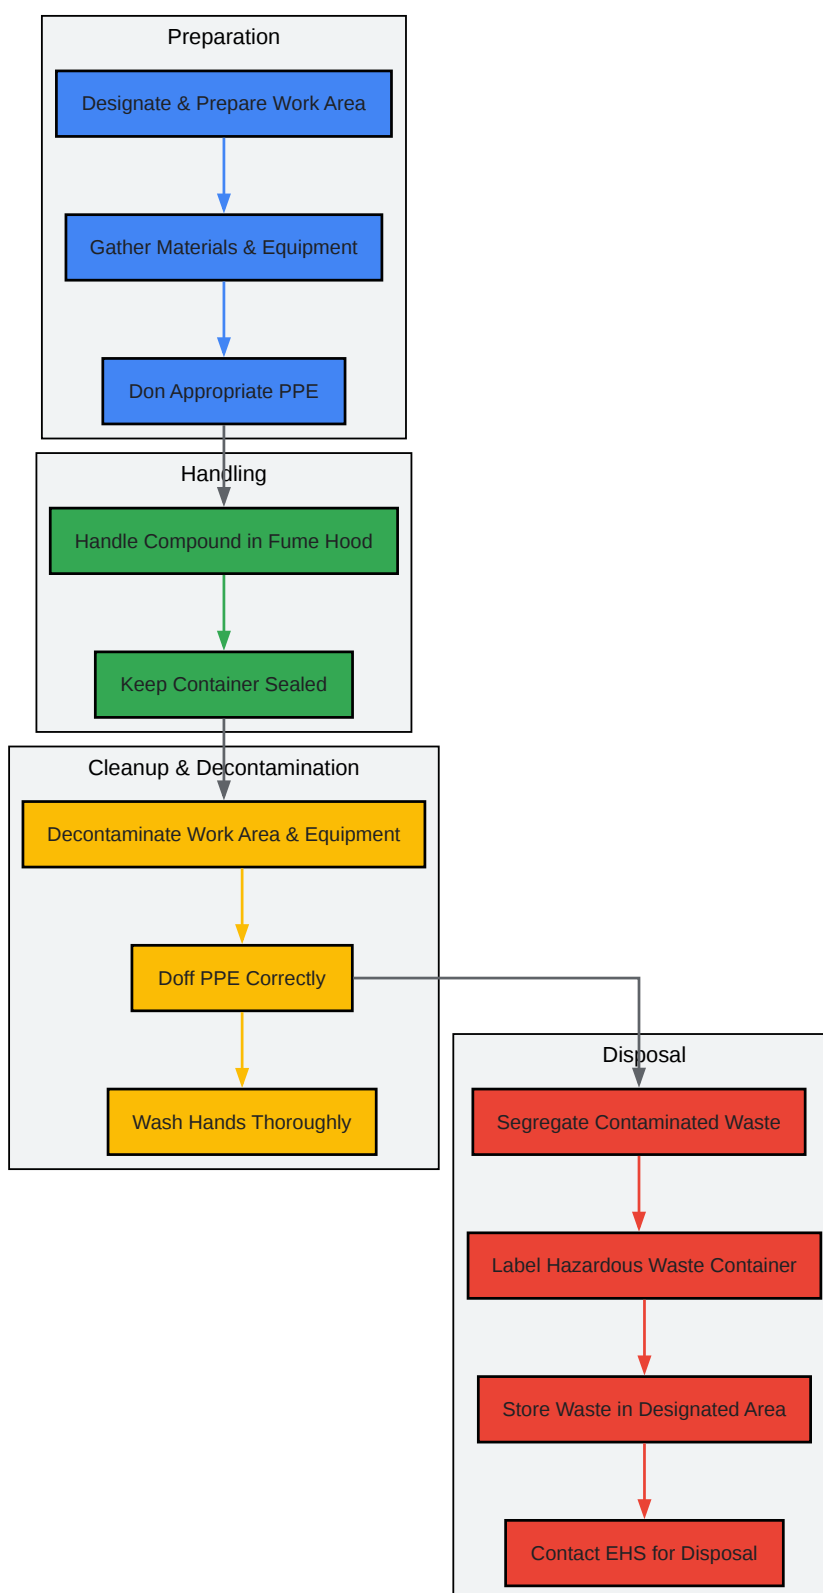 Preparation
Designate & Prepare Work Area
Gather Materials & Equipment
Don Appropriate PPE
Handling
Handle Compound in Fume Hood
Keep Container Sealed
Cleanup & Decontamination
Decontaminate Work Area & Equipment
Doff PPE Correctly
Wash Hands Thoroughly
Disposal
Segregate Contaminated Waste
Label Hazardous Waste Container
Store Waste in Designated Area
Contact EHS for Disposal